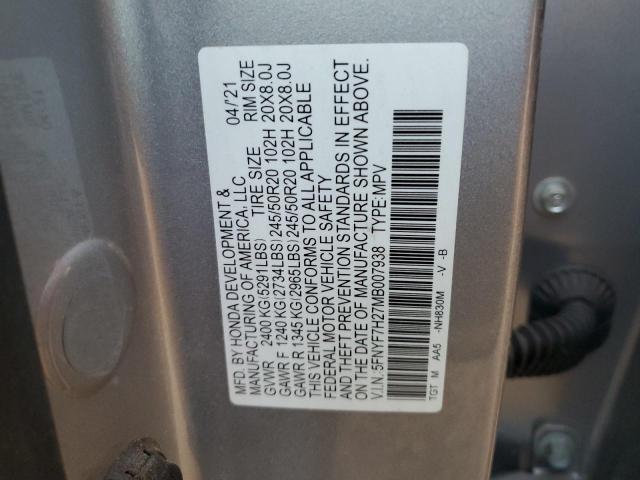 MFD. BY HONDA DEVELOPMENT & 04/'21
MANUFACTURING OF AMERICA, LLC TIRE SIZE RIM SIZE
GVWR 2400 KG(5291LBS)
GAWR F 1240 KG(2734LBS)245/50R20 102H 20X8.0J
GAWR R 1345 KG(2965LBS)245/50R20 102H 20X8.0J
THIS VEHICLE CONFORMS TO ALL APPLICABLE
FEDERAL MOTOR VEHICLE SAFETY
AND THEFT PREVENTION STANDARDS IN EFFECT
ON THE DATE OF MANUFACTURE SHOWN ABOVE.
V.I.N.:5FNYF7H27MB007938 TYPE:MPV
TGT M AA5 -NH830M -V -B